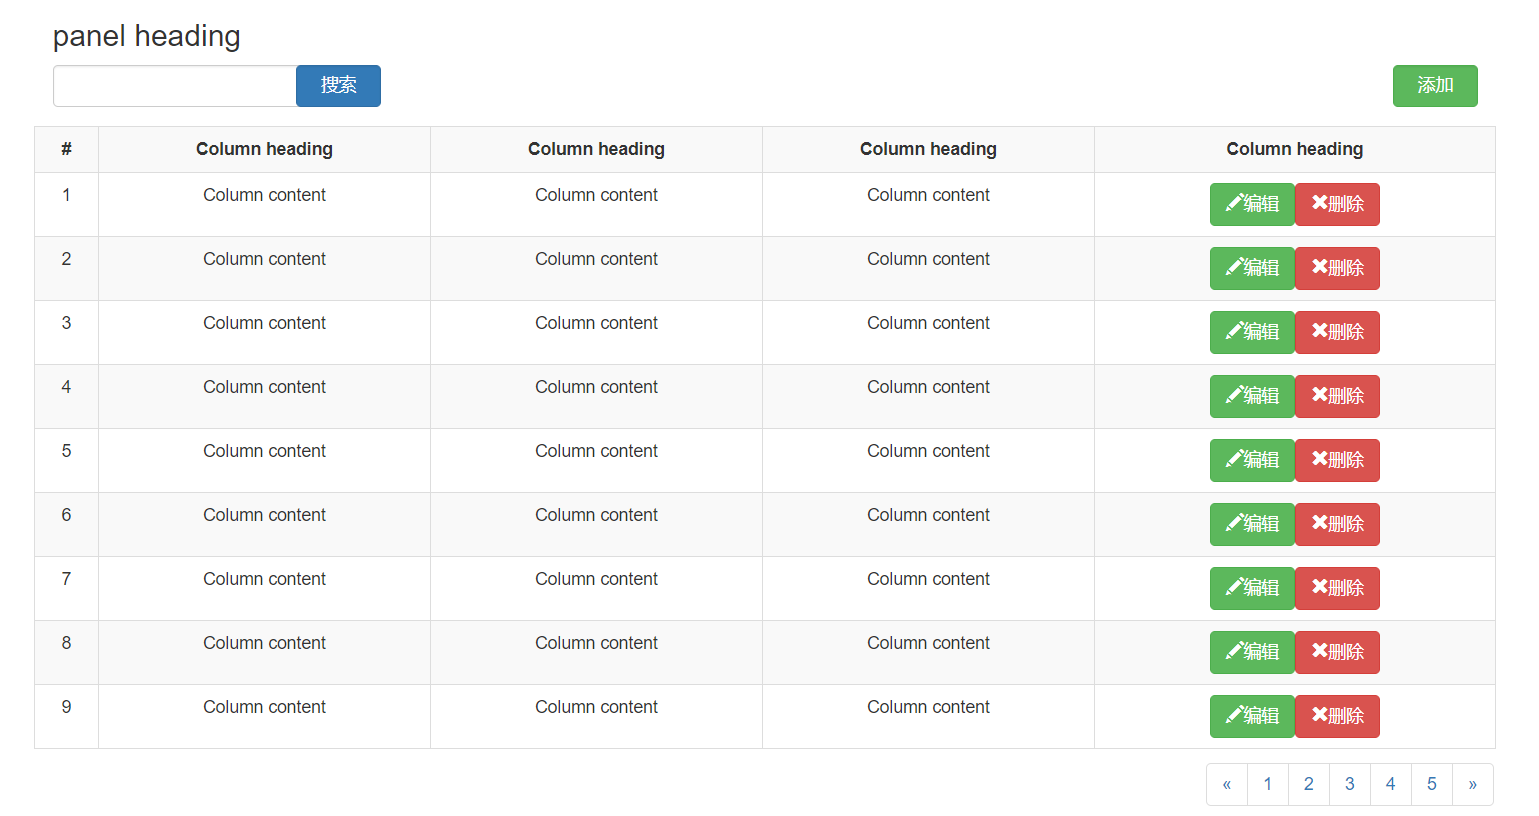 panel heading
搜索 添加
# Column heading Column heading Column heading Column heading
1 Column content Column content Column content 编辑 删除
2 Column content Column content Column content 编辑 删除
3 Column content Column content Column content 编辑 删除
4 Column content Column content Column content 编辑 删除
5 Column content Column content Column content 编辑 删除
6 Column content Column content Column content 编辑 删除
7 Column content Column content Column content 编辑 删除
8 Column content Column content Column content 编辑 删除
9 Column content Column content Column content 编辑 删除
« 1 2 3 4 5 »